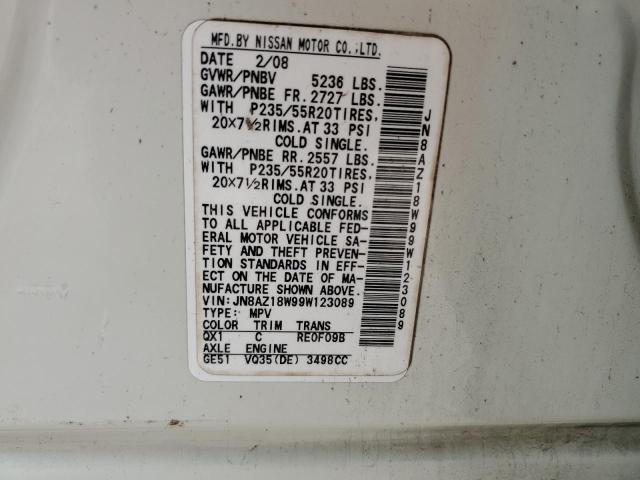 MFD.BY NISSAN MOTOR CO.,LTD.
DATE 2/08
GVWR/PNBV 5236 LBS.
GAWR/PNBE FR. 2727 LBS.
WITH P235/55R20TIRES,
20×7½RIMS.AT 33 PSI
COLD SINGLE.
GAWR/PNBE RR. 2557 LBS.
WITH P235/55R20TIRES,
20×7½RIMS.AT 33 PSI
COLD SINGLE.
THIS VEHICLE CONFORMS
TO ALL APPLICABLE FED-
ERAL MOTOR VEHICLE SA-
FETY AND THEFT PREVEN-
TION STANDARDS IN EFF-
ECT ON THE DATE OF MA-
NUFACTURE SHOWN ABOVE.
VIN:JN8AZ18W99W123089
TYPE: MPV
COLOR TRIM TRANS
QX1 C RE0F09B
AXLE ENGINE
GE51 VQ35(DE) 3498CC
JN8AZ18W99W123089